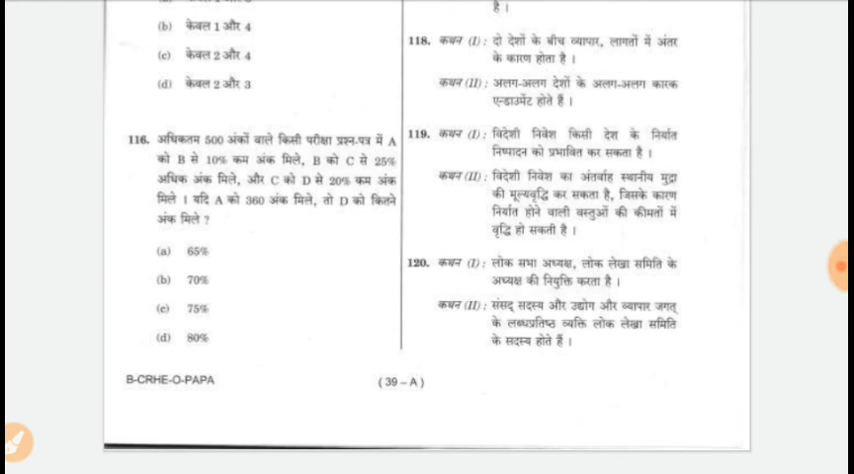 (b) केवल 1 और 4
(c) केवल 2 और 4
(d) केवल 2 और 3
116. अधिकतम 500 अंकों वाले किसी परीक्षा प्रश्न-पत्र में A
को B से 10% कम अंक मिले, B को C से 25%
अधिक अंक मिले, और C को D से 20% कम अंक
मिले । यदि A को 360 अंक मिले, तो D को कितने
अंक मिले ?
(a) 65%
(b) 70%
(c) 75%
(d) 80%
है ।
118. कथन (I) : दो देशों के बीच व्यापार, लागतों में अंतर
के कारण होता है ।
कथन (II) : अलग-अलग देशों के अलग-अलग कारक
एन्डाउमेंट होते हैं ।
119. कथन (I) : विदेशी निवेश किसी देश के निर्यात
निष्पादन को प्रभावित कर सकता है ।
कथन (II) : विदेशी निवेश का अंतर्वाह स्थानीय मुद्रा
की मूल्यवृद्धि कर सकता है, जिसके कारण
निर्यात होने वाली वस्तुओं की कीमतों में
वृद्धि हो सकती है ।
120. कथन (I) : लोक सभा अध्यक्ष, लोक लेखा समिति के
अध्यक्ष की नियुक्ति करता है ।
कथन (II) : संसद् सदस्य और उद्योग और व्यापार जगत्
के लब्धप्रतिष्ठ व्यक्ति लोक लेखा समिति
के सदस्य होते हैं ।
B-CRHE-O-PAPA
( 39 – A )